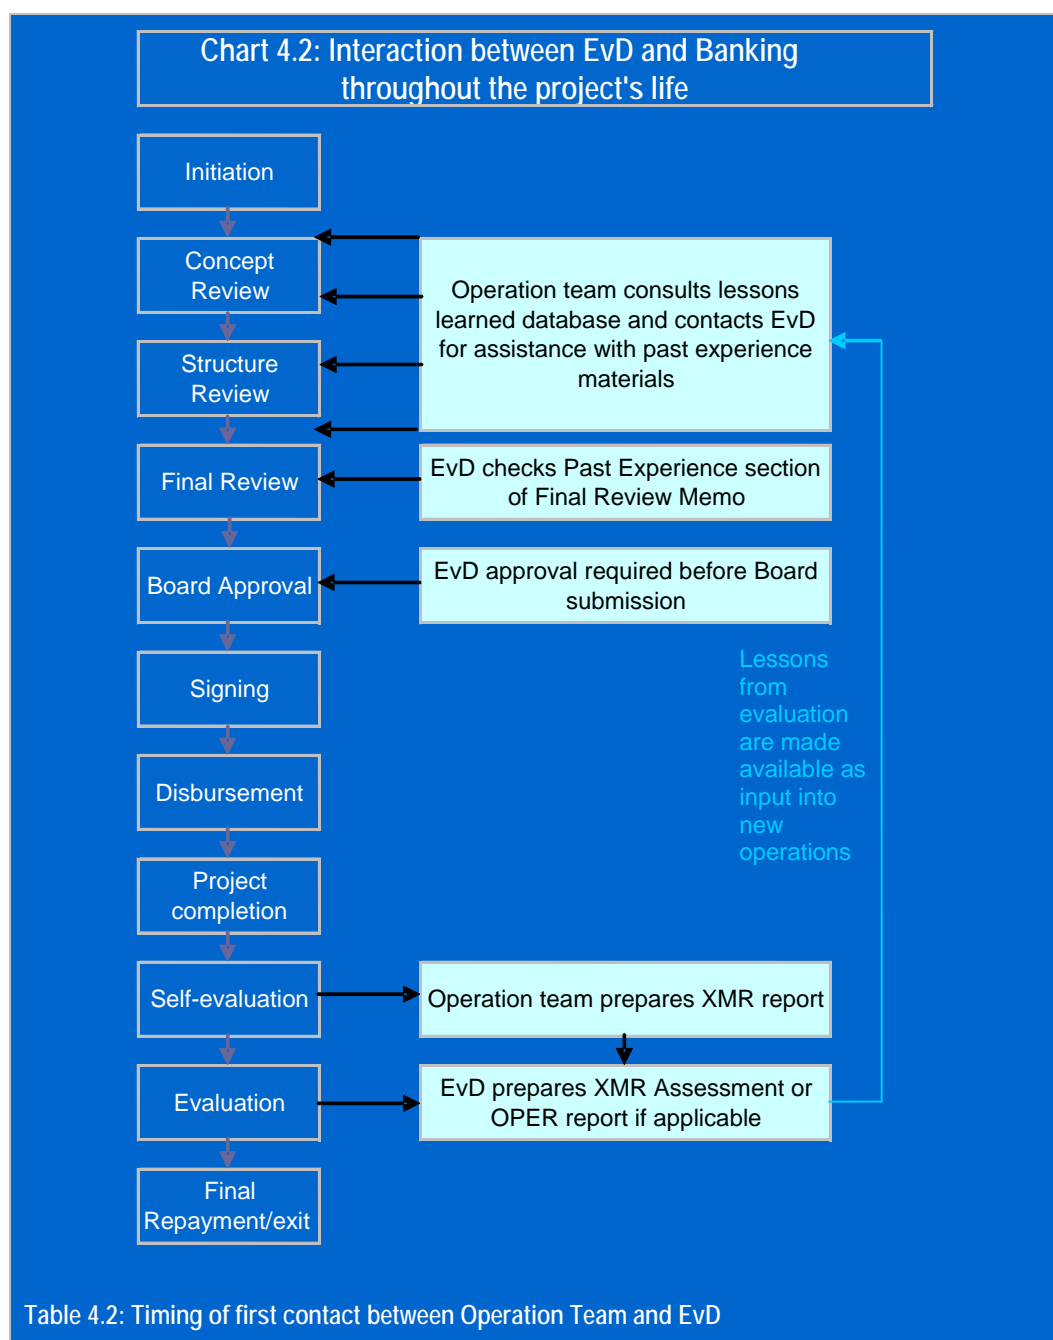 Chart 4.2: Interaction between EvD and Banking
throughout the project's life
Initiation
Concept
Review
Operation team consults lessons
learned database and contacts EvD
for assistance with past experience
materials
Structure
Review
Final Review
EvD checks Past Experience section
of Final Review Memo
Board Approval
EvD approval required before Board
submission
Signing
Lessons
from
evaluation
are made
available as
input into
new
operations
Disbursement
Project
completion
Self-evaluation
Operation team prepares XMR report
Evaluation
EvD prepares XMR Assessment or
OPER report if applicable
Final
Repayment/exit
Table 4.2: Timing of first contact between Operation Team and EvD